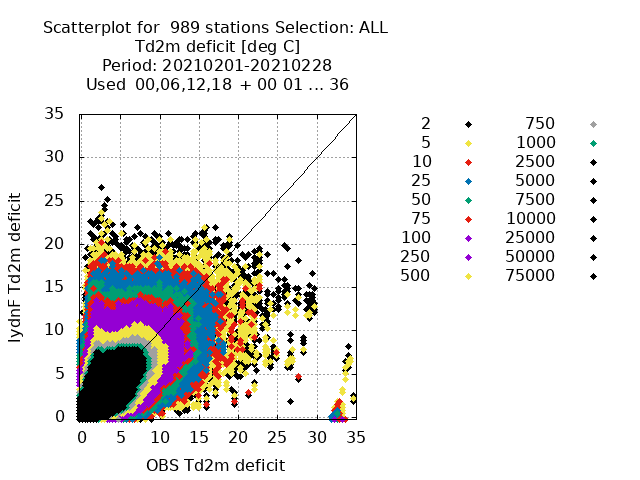 Scatterplot for 989 stations Selection: ALL
Td2m deficit [deg C]
Period: 20210201-20210228
Used 00,06,12,18 + 00 01 ... 36
35
30
25
20
15
10
5
0
0 5 10 15 20 25 30 35
IydnF Td2m deficit
OBS Td2m deficit
2 750
5 1000
10 2500
25 5000
50 7500
75 10000
100 25000
250 50000
500 75000